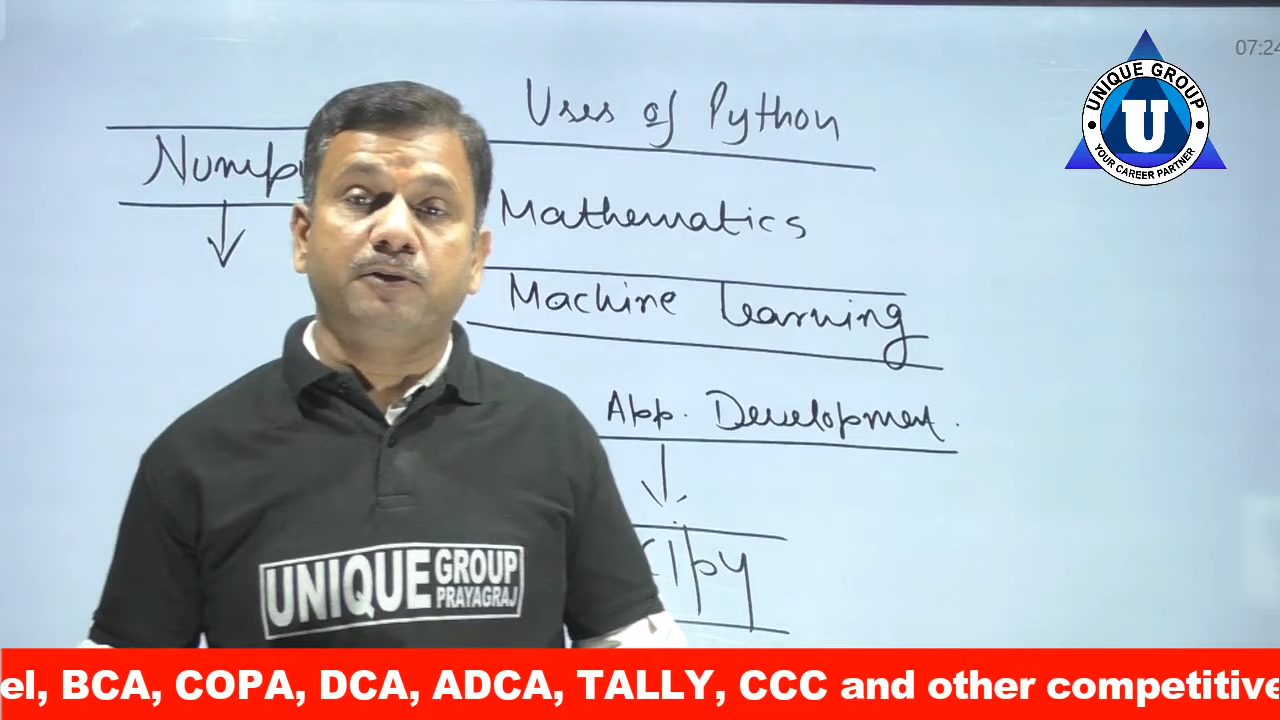 07:24
UNIQUE GROUP
U
YOUR CAREER PARTNER
Uses of Python
Mathematics
Machine Learning
App. Development.
UNIQUE GROUP
PRAYAGRAJ
el, BCA, COPA, DCA, ADCA, TALLY, CCC and other competitive